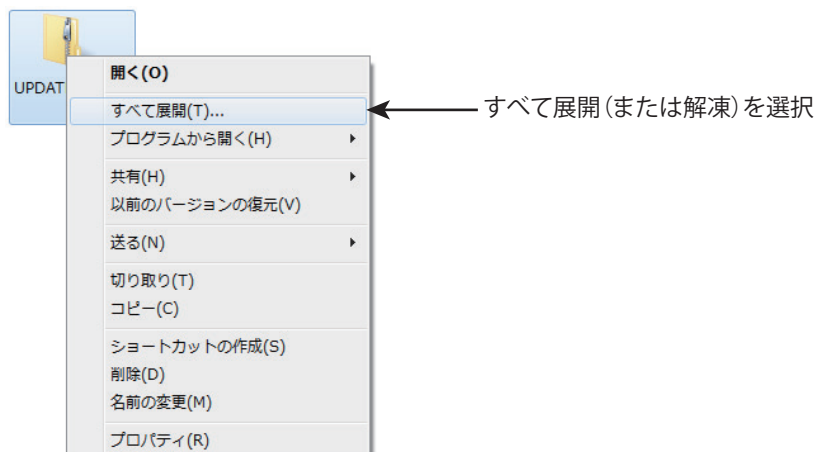 UPDAT
開く(O)
すべて展開(T)...
すべて展開(または解凍)を選択
プログラムから開く(H)
共有(H)
以前のバージョンの復元(V)
送る(N)
切り取り(T)
コピー(C)
ショートカットの作成(S)
削除(D)
名前の変更(M)
プロパティ(R)